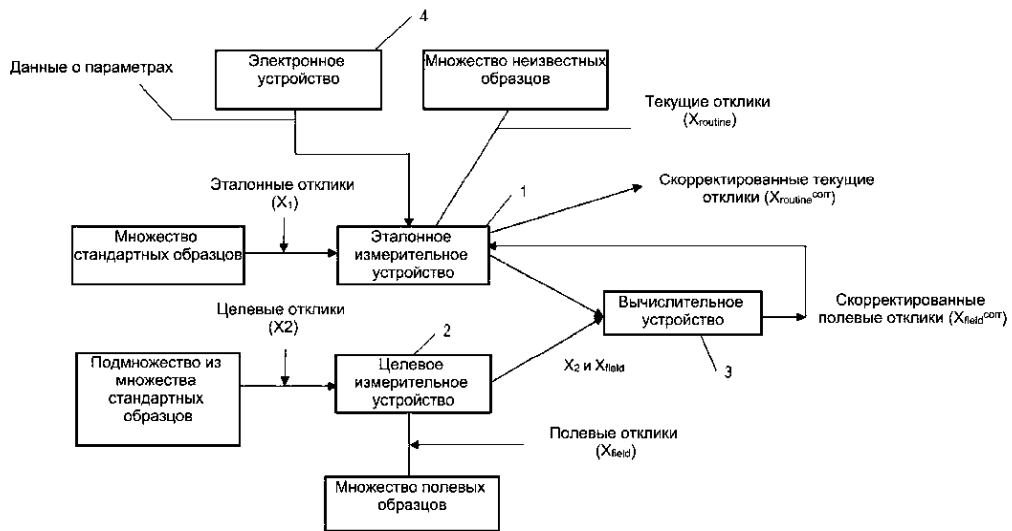 4
Электронное
устройство
Множество неизвестных
образцов
Данные о параметрах
Текущие отклики
(Xroutine)
Эталонные отклики
(X1)
1
Скорректированные текущие
отклики (Xroutineᶜᵒʳʳ)
Множество
стандартных образцов
Эталонное
измерительное
устройство
Целевые отклики
(X2)
2
Вычислительное
устройство
3
Скорректированные
полевые отклики (Xfieldᶜᵒʳʳ)
Подмножество из
множества
стандартных
образцов
Целевое
измерительное
устройство
X2 и Xfield
Полевые отклики
(Xfield)
Множество полевых
образцов